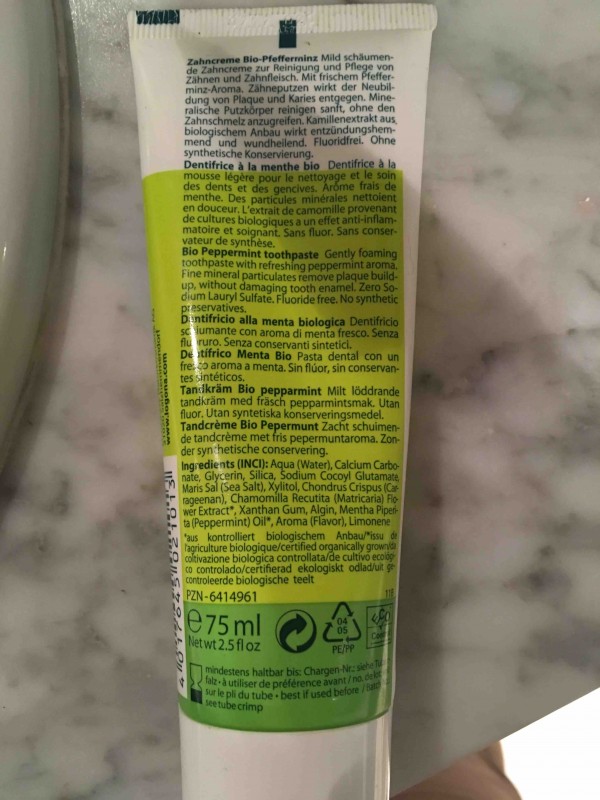 Zahncreme Bio-Pfefferminz Mild schäumen-
de Zahncreme zur Reinigung und Pflege von
Zähnen und Zahnfleisch. Mit frischem Pfeffer-
minz-Aroma. Zähneputzen wirkt der Neubil-
dung von Plaque und Karies entgegen. Mine-
ralische Putzkörper reinigen sanft, ohne den
Zahnschmelz anzugreifen. Kamillenextrakt aus
biologischem Anbau wirkt entzündungshem-
mend und wundheilend. Fluoridfrei. Ohne
synthetische Konservierung.
Dentifrice à la menthe bio Dentifrice à la
mousse légère pour le nettoyage et le soin
des dents et des gencives. Arôme frais de
menthe. Des particules minérales nettoient
en douceur. L'extrait de camomille provenant
de cultures biologiques a un effet anti-inflam-
matoire et soignant. Sans fluor. Sans conser-
vateur de synthèse.
Bio Peppermint toothpaste Gently foaming
toothpaste with refreshing peppermint aroma.
Fine mineral particulates remove plaque build-
up, without damaging tooth enamel. Zero So-
dium Lauryl Sulfate. Fluoride free. No synthetic
preservatives.
Dentifricio alla menta biologica Dentifricio
schiumante con aroma di menta fresco. Senza
fluoruro. Senza conservanti sintetici.
Dentífrico Menta Bio Pasta dental con un
fresco aroma a menta. Sin flúor, sin conservan-
tes sintéticos.
Tandkräm Bio pepparmint Milt löddrande
tandkräm med fräsch pepparmintsmak. Utan
fluor. Utan syntetiska konserveringsmedel.
Tandcrème Bio Pepermunt Zacht schuimen-
de tandcrème met fris pepermuntaroma. Zon-
der synthetische conservering.
Ingredients (INCI): Aqua (Water), Calcium Carbo-
nate, Glycerin, Silica, Sodium Cocoyl Glutamate,
Maris Sal (Sea Salt), Xylitol, Chondrus Crispus (Car-
rageenan), Chamomilla Recutita (Matricaria) Flo-
wer Extract*, Xanthan Gum, Algin, Mentha Piperi-
ta (Peppermint) Oil*, Aroma (Flavor), Limonene
*aus kontrolliert biologischem Anbau/*issu de
l'agriculture biologique/certified organically grown/da
coltivazione biologica controllata/de cultivo ecológi-
co controlado/certifierad ekologiskt odlad/uit ge-
controleerde biologische teelt
PZN-6414961
e 75 ml
Net wt 2.5 fl oz
04
05
PE/PP
mindestens haltbar bis: Chargen-Nr.: siehe
falz • à utiliser de préférence avant / no. de
sur le pli du tube • best if used before /
see tube crimp
www.logona.com
4 017645 021013